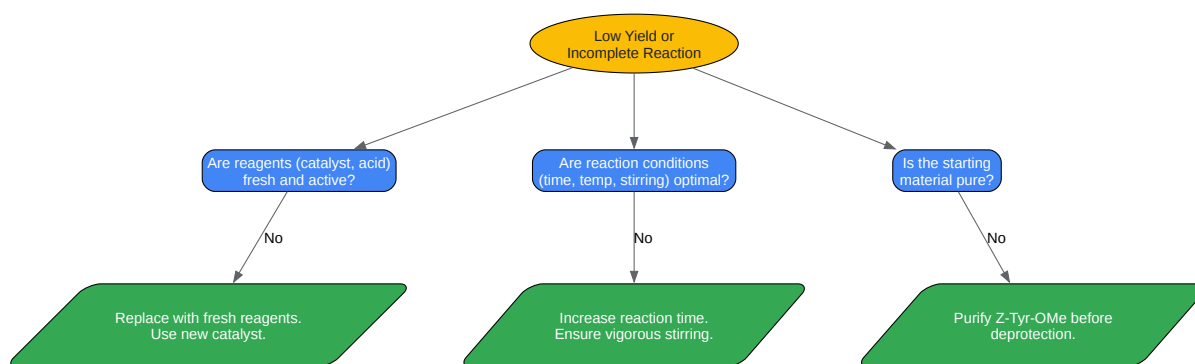 Low Yield or
Incomplete Reaction
Are reagents (catalyst, acid)
fresh and active?
Are reaction conditions
(time, temp, stirring) optimal?
Is the starting
material pure?
No
No
No
Replace with fresh reagents.
Use new catalyst.
Increase reaction time.
Ensure vigorous stirring.
Purify Z-Tyr-OMe before
deprotection.